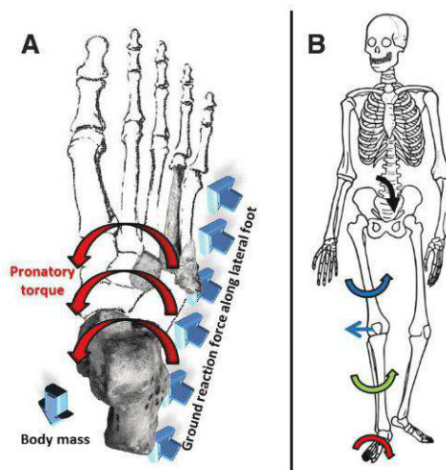 A
B
Pronatory
torque
Ground reaction force along lateral foot
Body mass